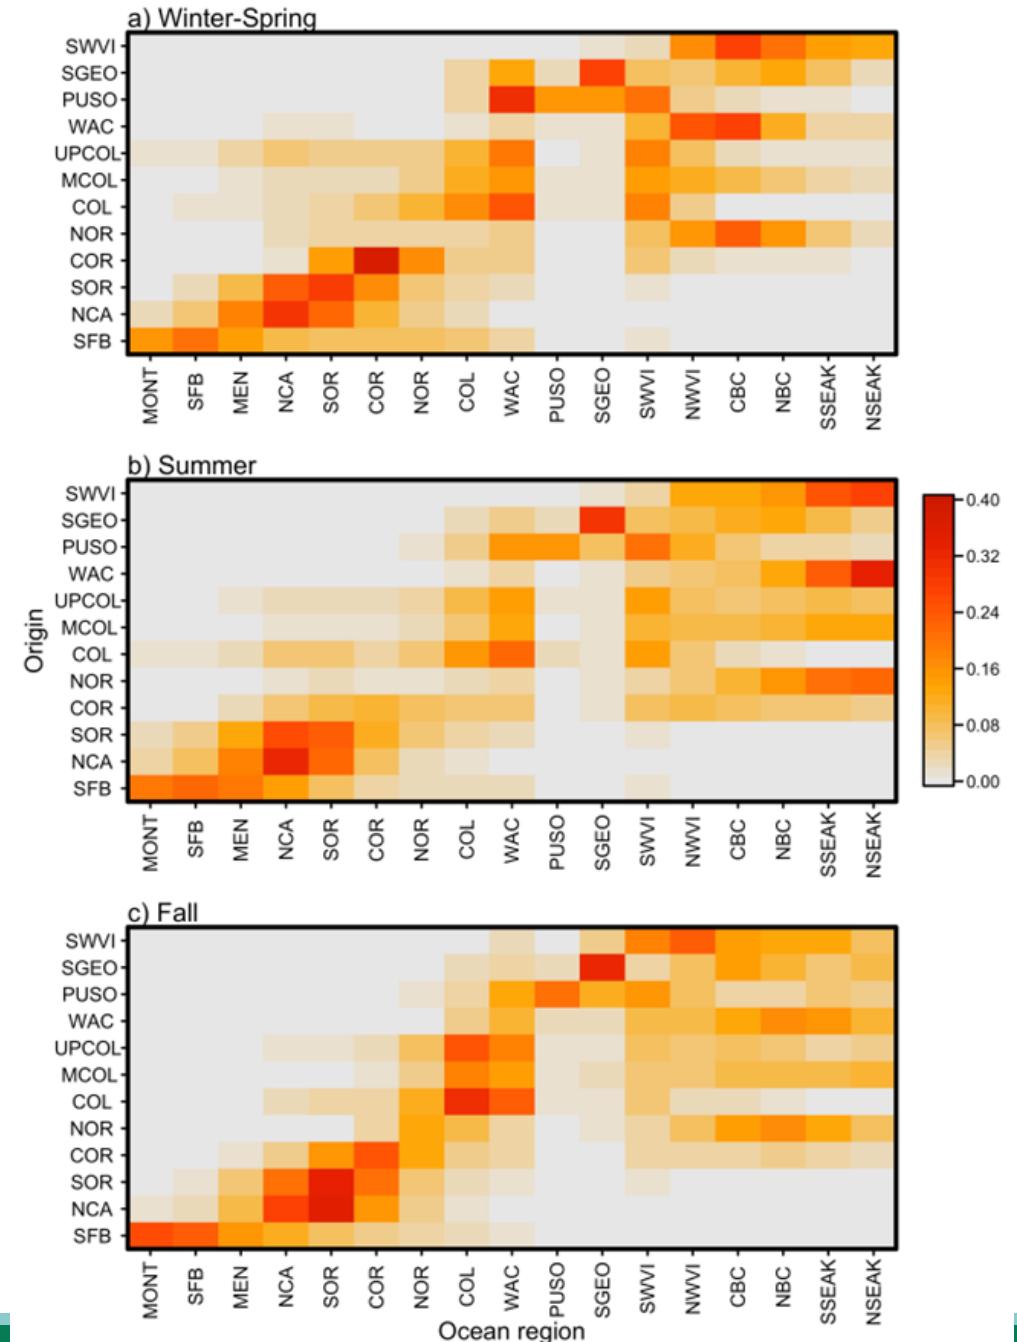 a) Winter-Spring
SWVI
SGEO
PUSO
WAC
UPCOL
MCOL
COL
NOR
COR
SOR
NCA
SFB
MONT SFB MEN NCA SOR COR NOR COL WAC PUSO SGEO SWVI NWVI CBC NBC SSEAK NSEAK
b) Summer
SWVI
SGEO
PUSO
WAC
UPCOL
MCOL
COL
NOR
COR
SOR
NCA
SFB
Origin
MONT SFB MEN NCA SOR COR NOR COL WAC PUSO SGEO SWVI NWVI CBC NBC SSEAK NSEAK
0.40
0.32
0.24
0.16
0.08
0.00
c) Fall
SWVI
SGEO
PUSO
WAC
UPCOL
MCOL
COL
NOR
COR
SOR
NCA
SFB
MONT SFB MEN NCA SOR COR NOR COL WAC PUSO SGEO SWVI NWVI CBC NBC SSEAK NSEAK
Ocean region